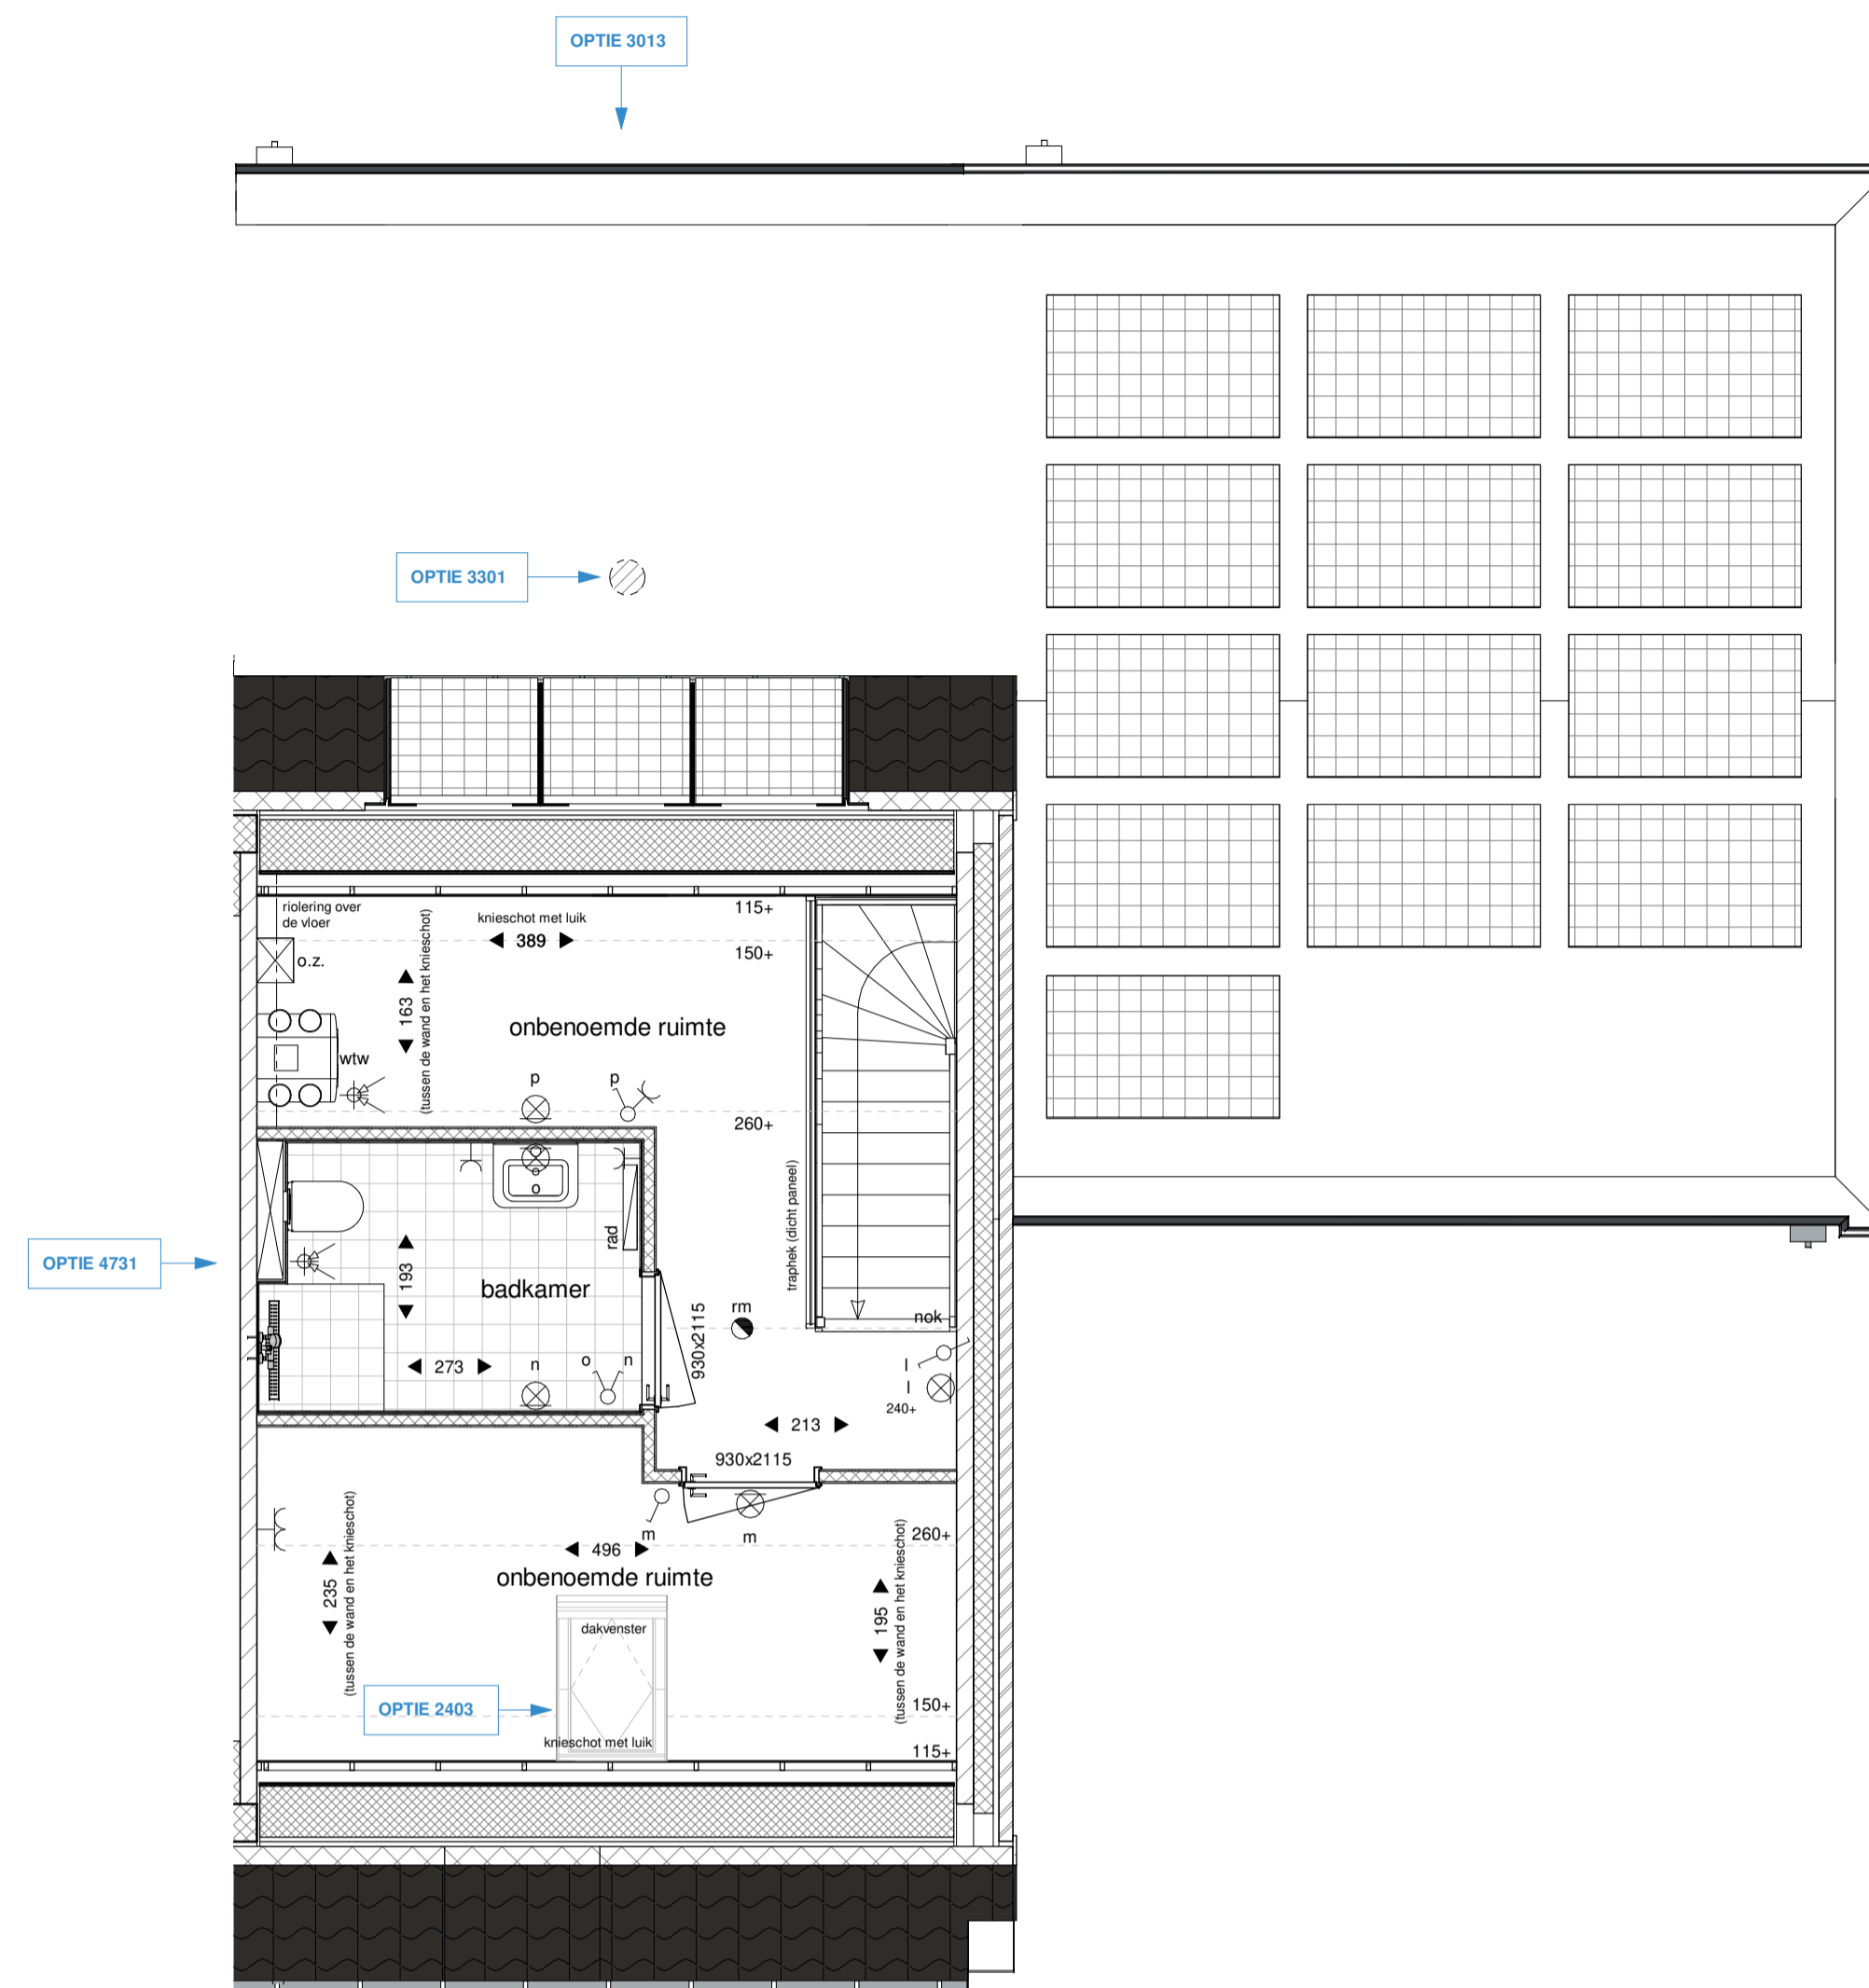 OPTIE 3013
OPTIE 3301
riolering over
de vloer
knieschot met luik
389
115+
150+
o.z.
163
(tussen de wand en het knieschot)
onbenoemde ruimte
wtw
p
p
260+
traphek (dicht paneel)
o
rad
OPTIE 4731
193
badkamer
930x2115
rm
nok
273
n
o
n
l
l
240+
213
930x2115
m
m
260+
496
onbenoemde ruimte
235
(tussen de wand en het knieschot)
195
(tussen de wand en het knieschot)
dakvenster
OPTIE 2403
150+
knieschot met luik
115+